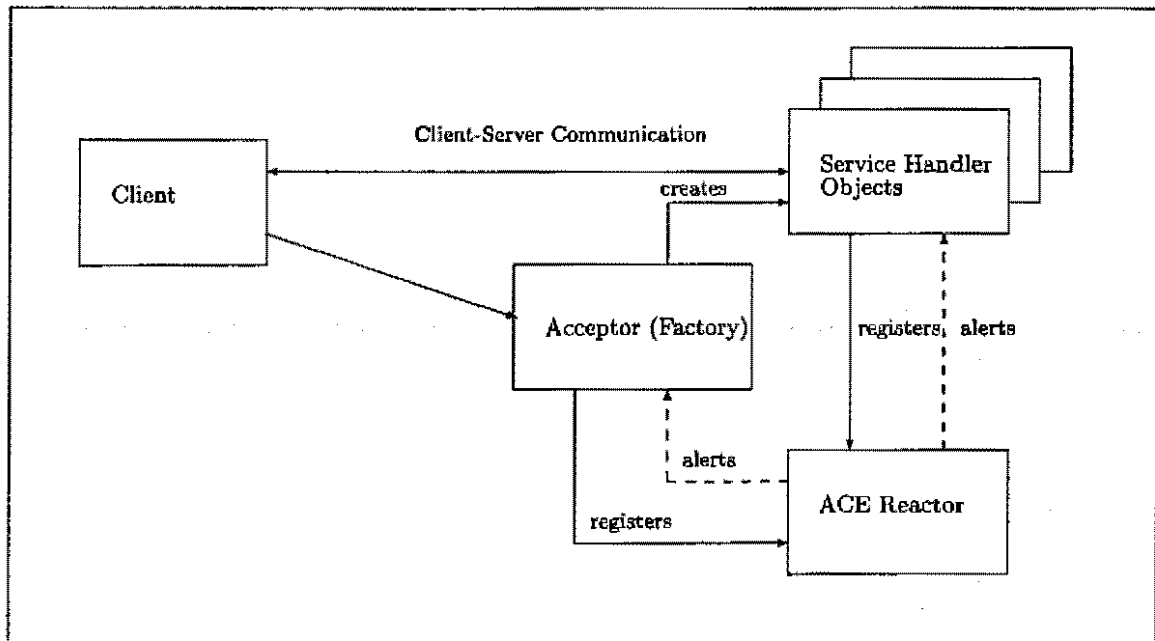 Client-Server Communication
Client
Service Handler
Objects
creates
Acceptor (Factory)
registers
alerts
alerts
ACE Reactor
registers